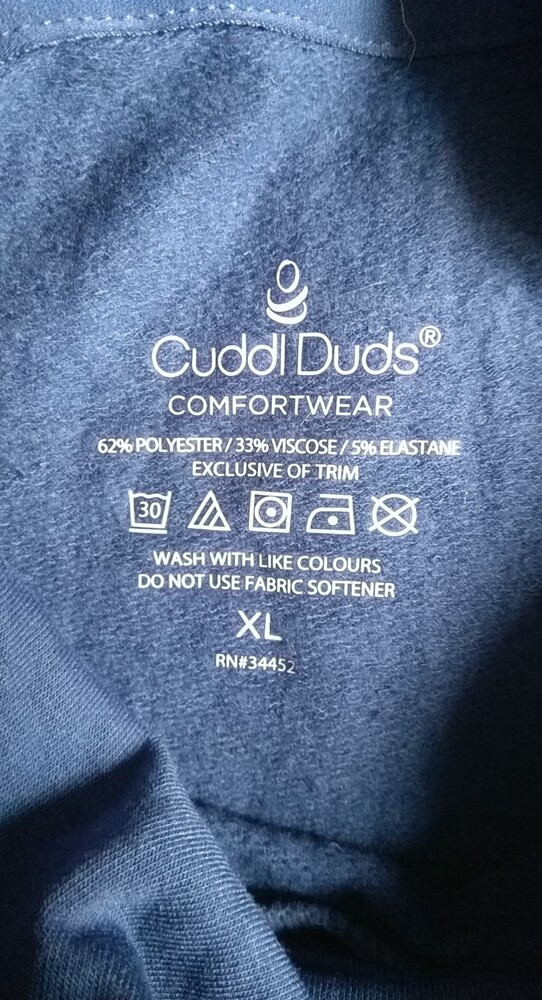 Cuddl Duds®
COMFORTWEAR
62% POLYESTER / 33% VISCOSE / 5% ELASTANE
EXCLUSIVE OF TRIM
30
WASH WITH LIKE COLOURS
DO NOT USE FABRIC SOFTENER
XL
RN#34452